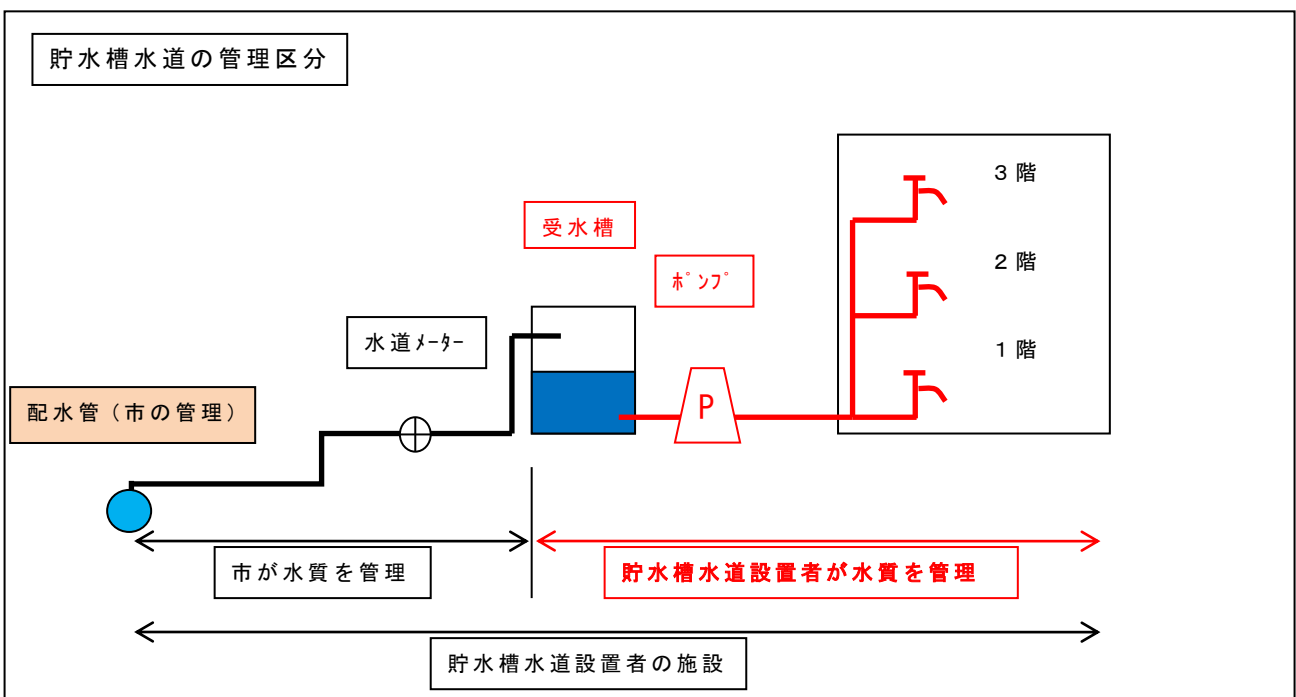 貯水槽水道の管理区分
3階
受水槽
2階
ﾎﾟﾝﾌﾟ
水道ﾒｰﾀｰ
1階
配水管（市の管理）
P
市が水質を管理
貯水槽水道設置者が水質を管理
貯水槽水道設置者の施設